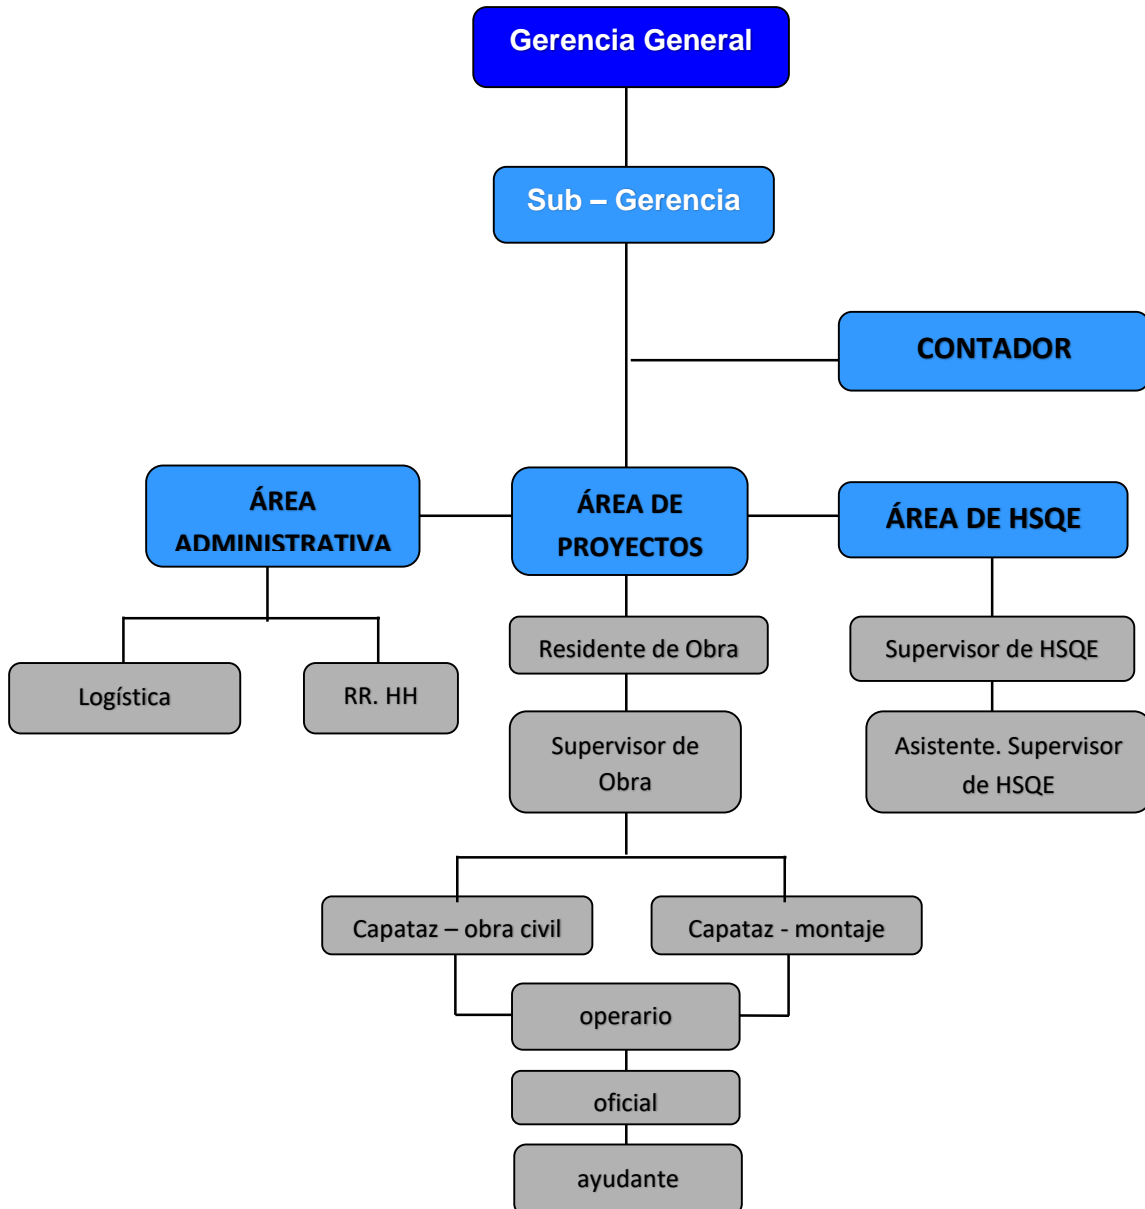 Gerencia General
Sub – Gerencia
CONTADOR
ÁREA
ADMINISTRATIVA
ÁREA DE
PROYECTOS
ÁREA DE HSQE
Residente de Obra
Supervisor de HSQE
Logística
RR. HH
Supervisor de
Obra
Asistente. Supervisor
de HSQE
Capataz – obra civil
Capataz - montaje
operario
oficial
ayudante